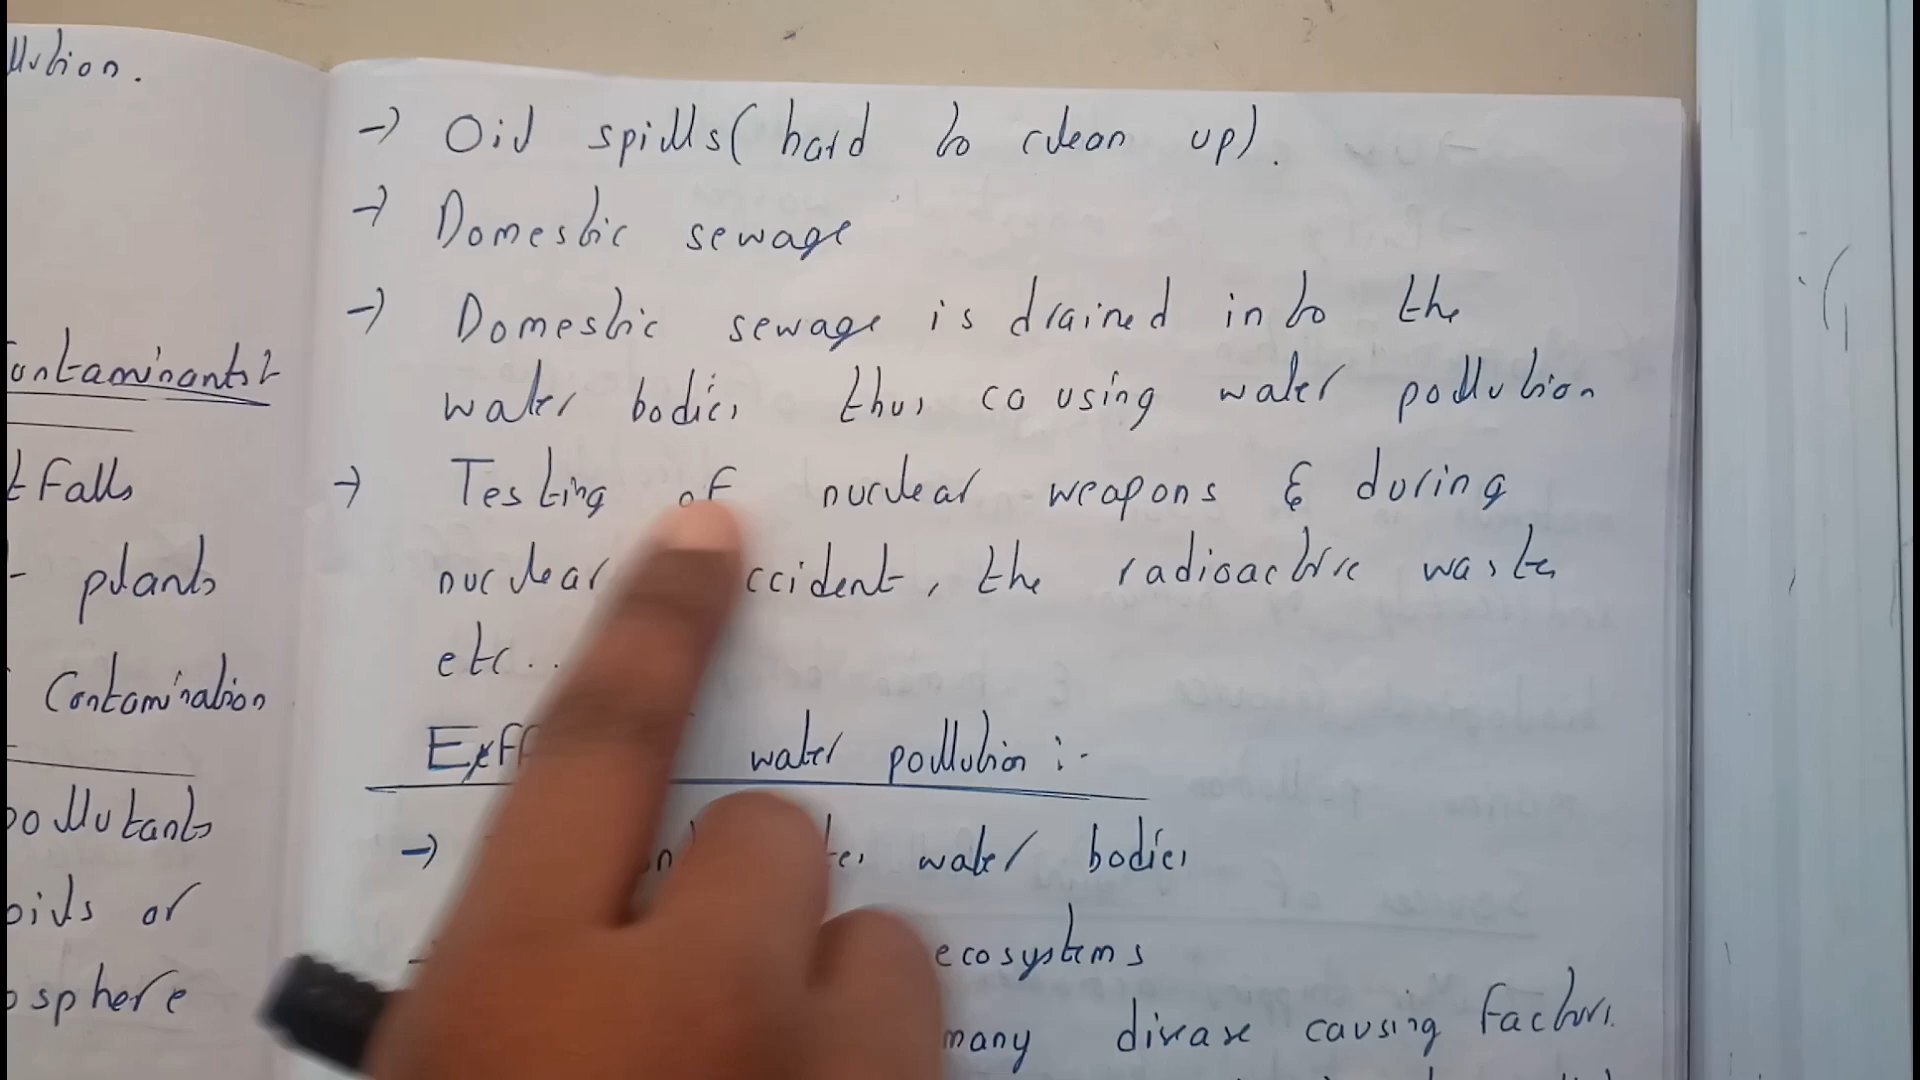 llution.
ontaminants:
t falls
- plants
Contamination
pollutants
oils or
osphere
→ Oil spills (hard to clean up).
→ Domestic sewage
→ Domestic sewage is drained into the
water bodies thus causing water pollution
→ Testing of nuclear weapons & during
nuclear ccident, the radioactive waste
etc..
water pollution :-
→ water bodies
ecosystems
many disease causing factors.